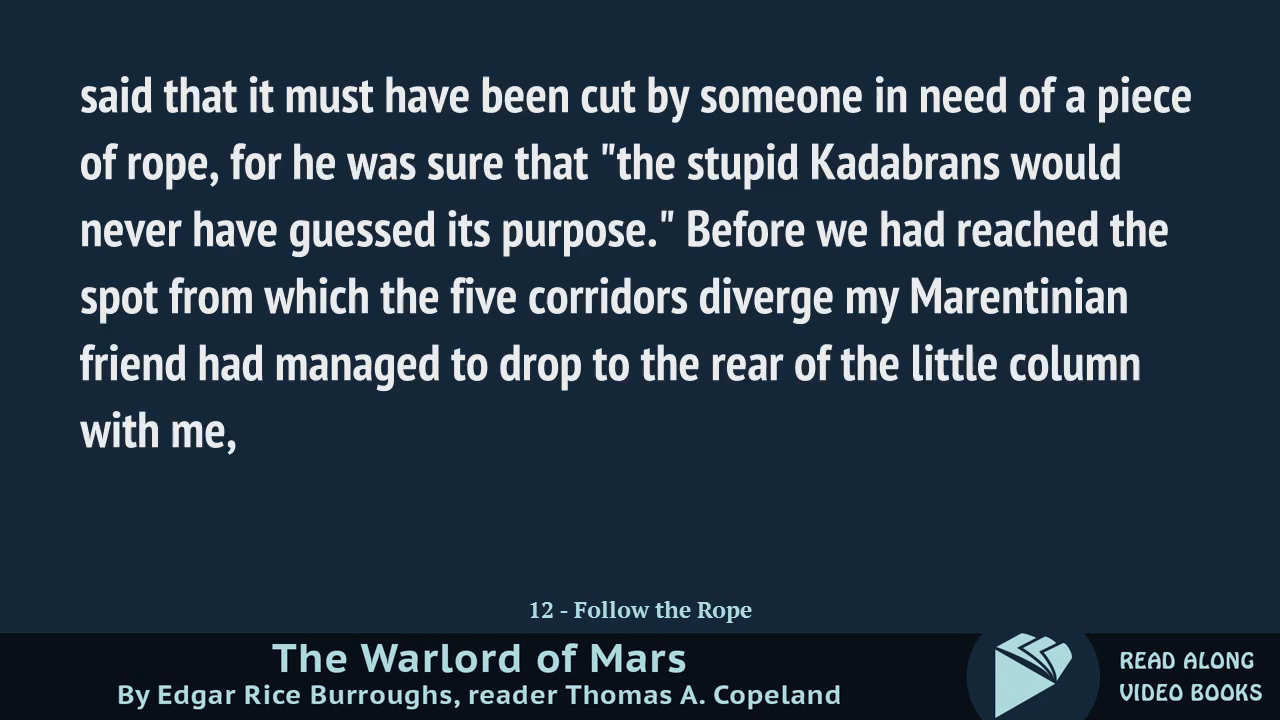 said that it must have been cut by someone in need of a piece
of rope, for he was sure that "the stupid Kadabrans would
never have guessed its purpose." Before we had reached the
spot from which the five corridors diverge my Marentinian
friend had managed to drop to the rear of the little column
with me,
12 - Follow the Rope
The Warlord of Mars
By Edgar Rice Burroughs, reader Thomas A. Copeland
READ ALONG
VIDEO BOOKS